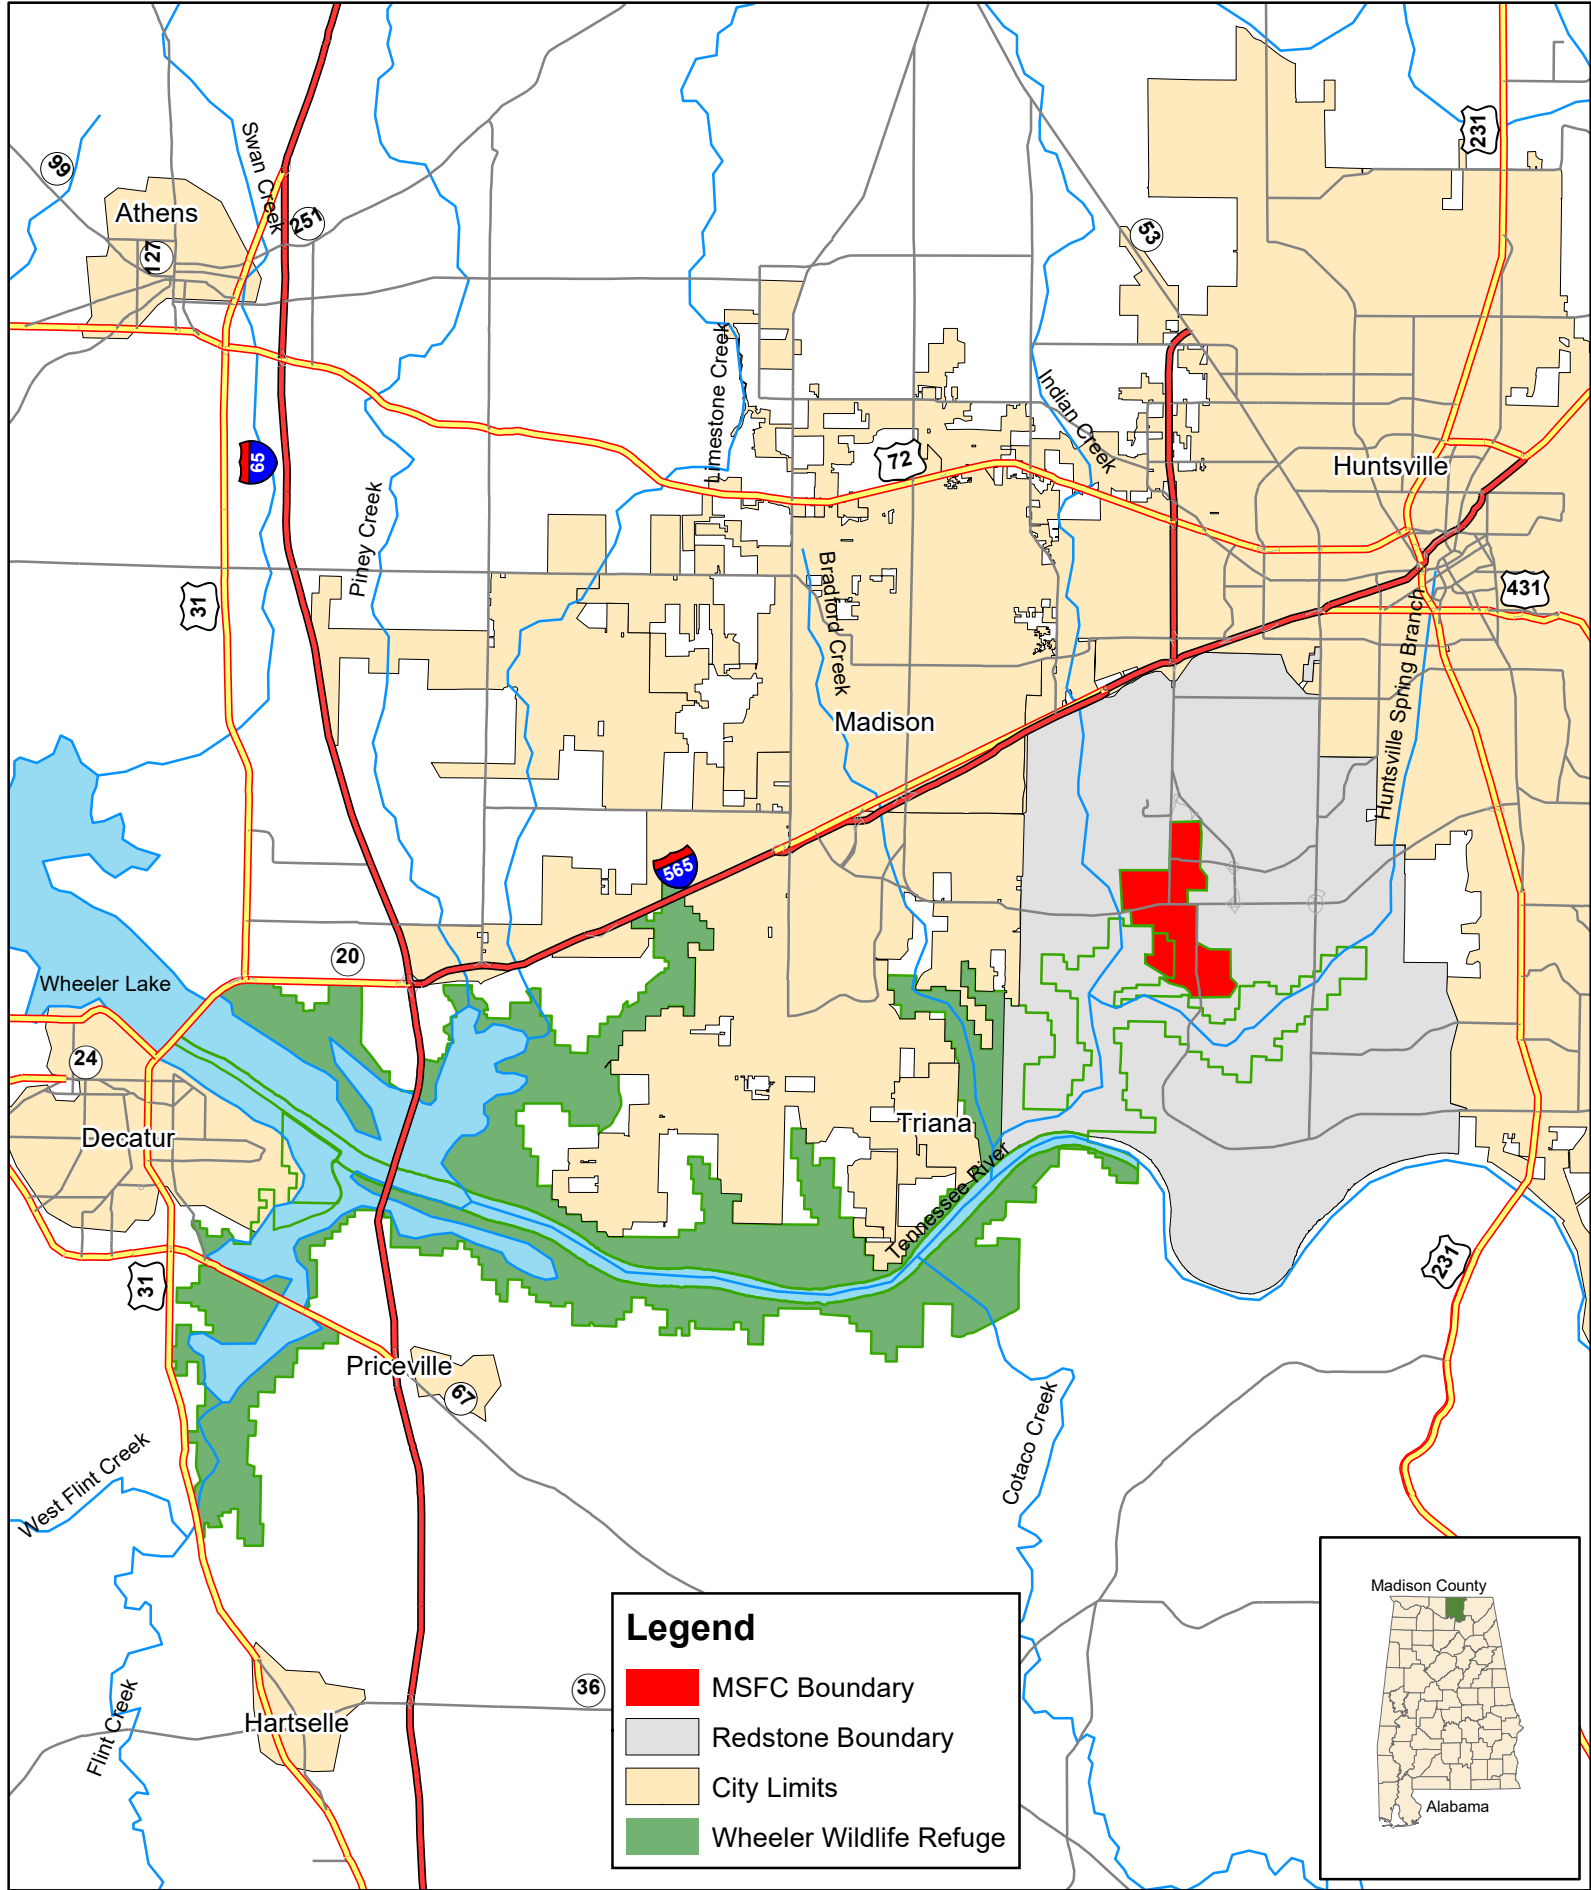 231
99
Swan Creek
Athens
251
127
53
Limestone Creek
Indian Creek
72
65
Huntsville
Piney Creek
31
Bradford Creek
431
Huntsville Spring Branch
Madison
565
20
Wheeler Lake
24
Decatur
Triana
Tennessee River
31
231
Priceville
67
Cotaco Creek
West Flint Creek
Flint Creek
Hartselle
36
Legend
MSFC Boundary
Redstone Boundary
City Limits
Wheeler Wildlife Refuge
Madison County
Alabama